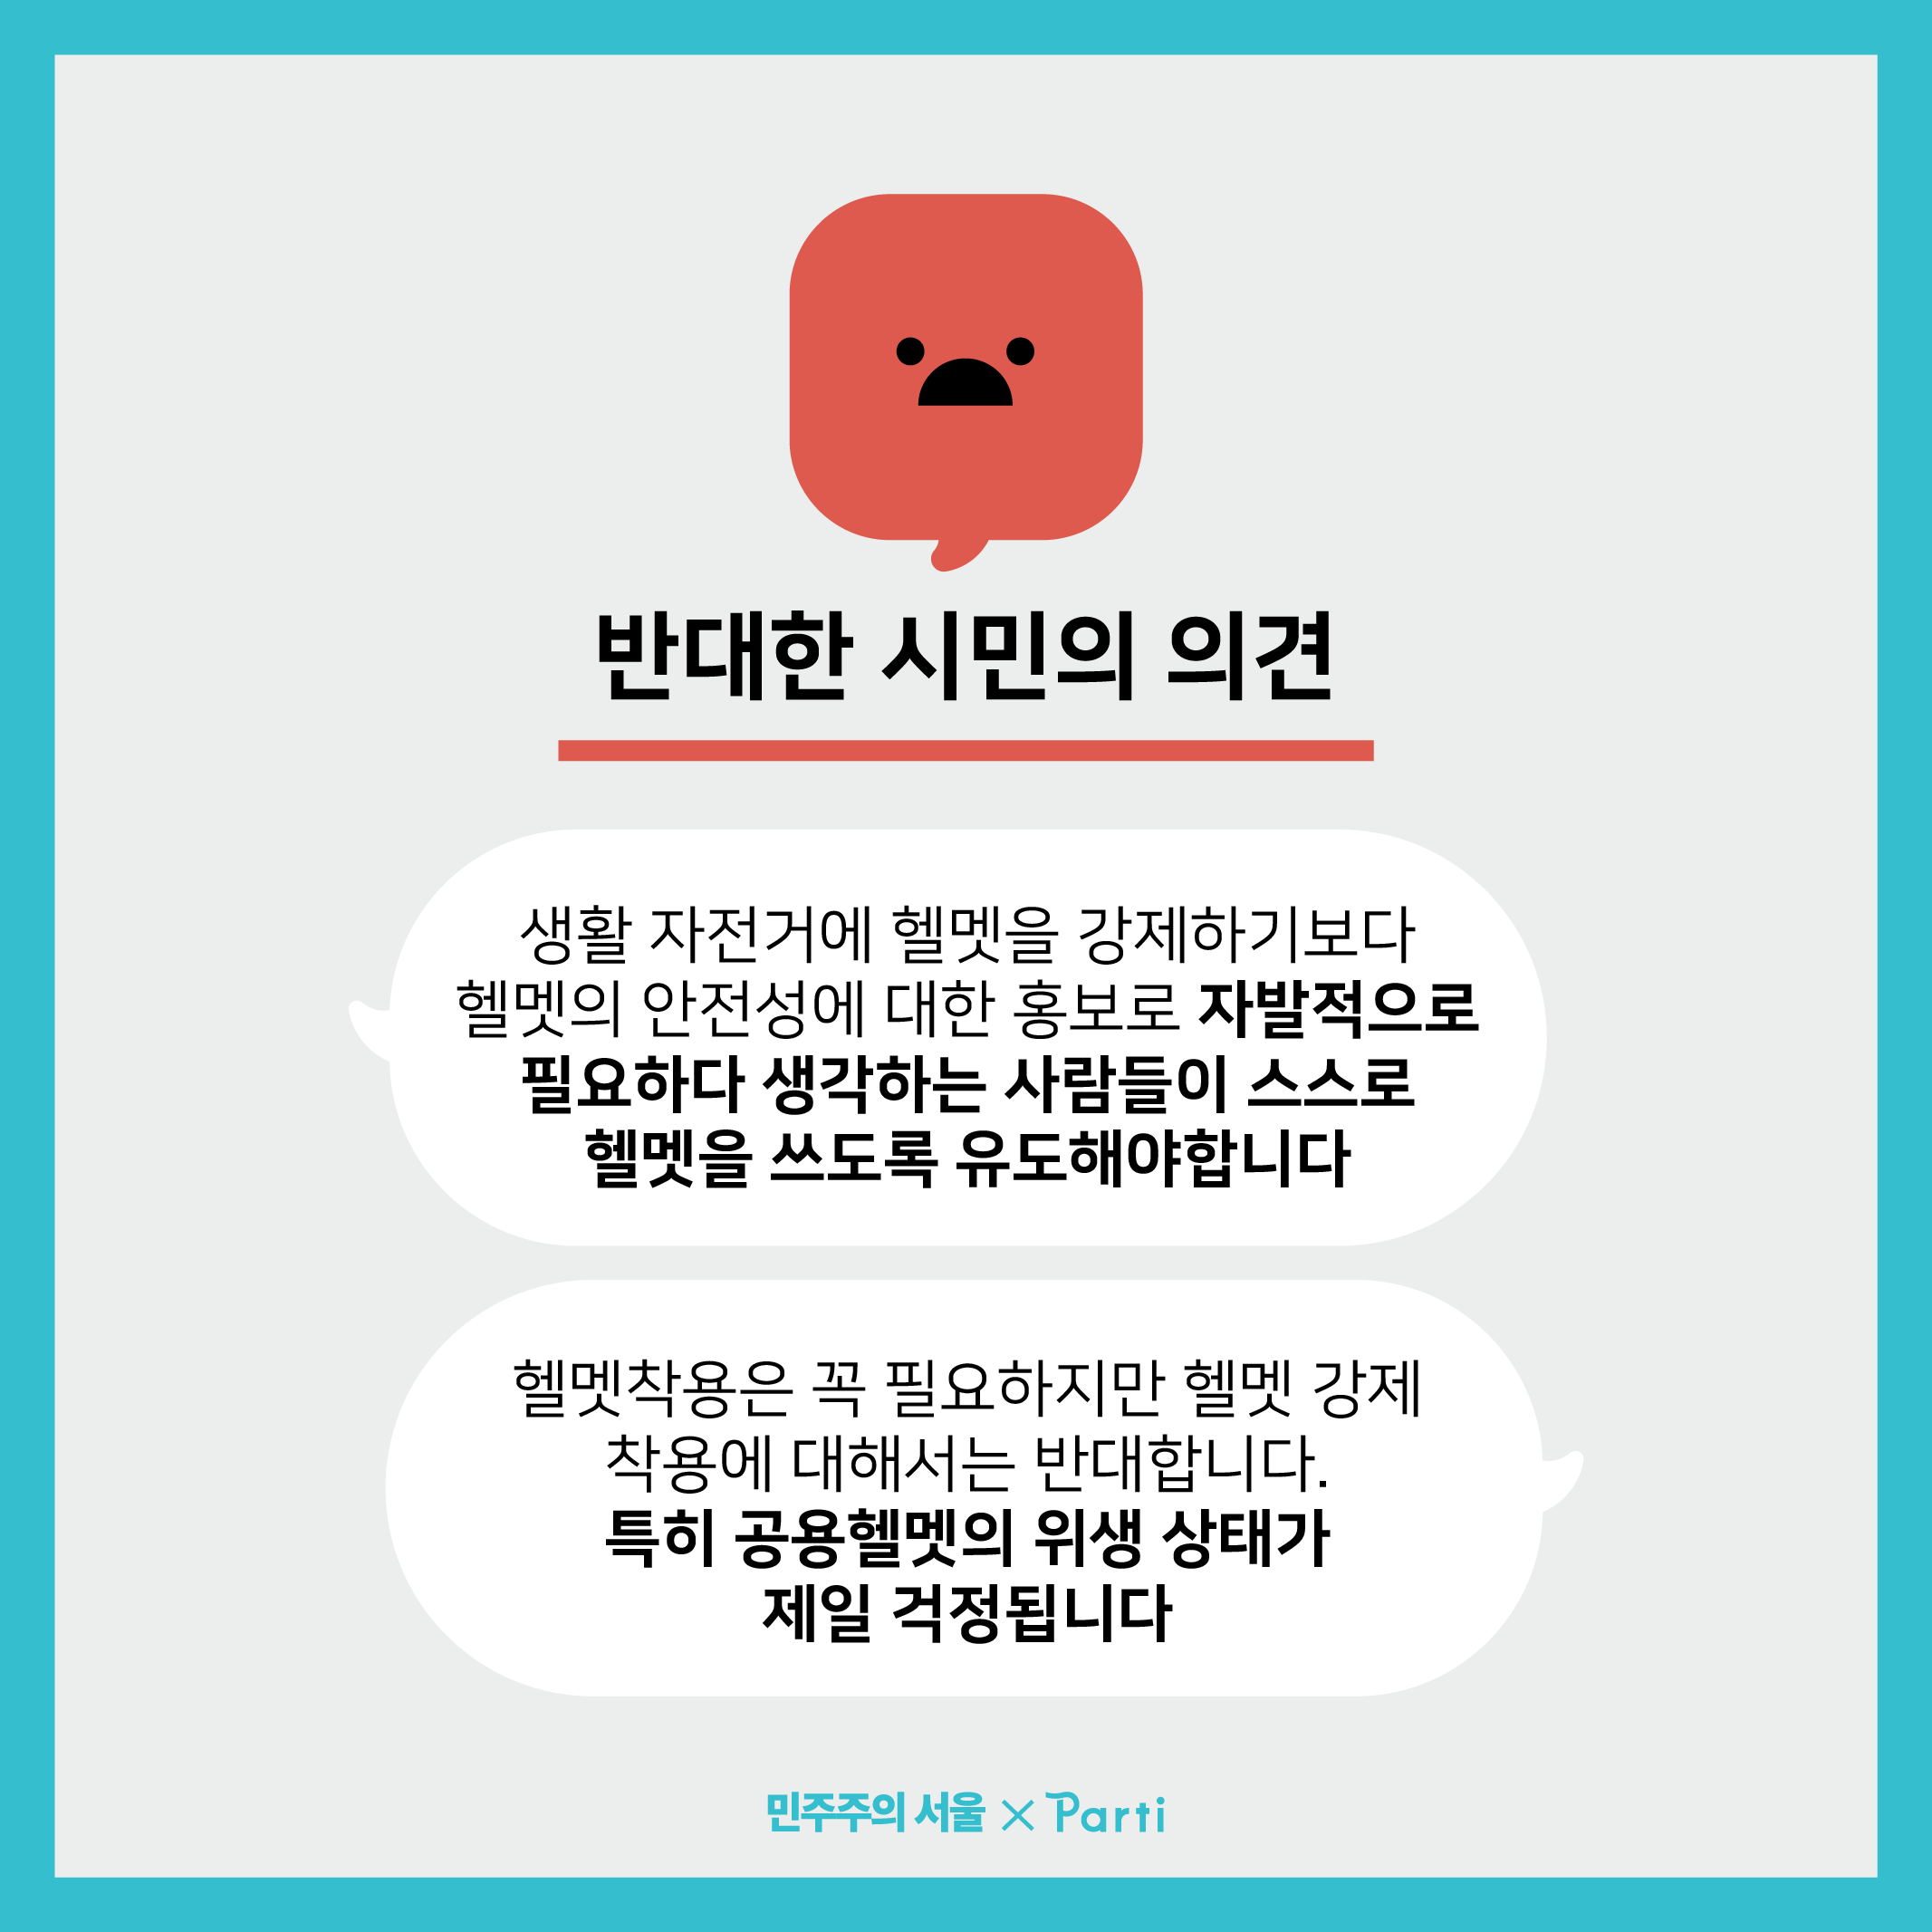 반대한 시민의 의견
생활 자전거에 헬멧을 강제하기보다
헬멧의 안전성에 대한 홍보로 자발적으로
필요하다 생각하는 사람들이 스스로
헬멧을 쓰도록 유도해야합니다
헬멧착용은 꼭 필요하지만 헬멧 강제
착용에 대해서는 반대합니다.
특히 공용헬멧의 위생 상태가
제일 걱정됩니다
민주주의 서울 × Parti